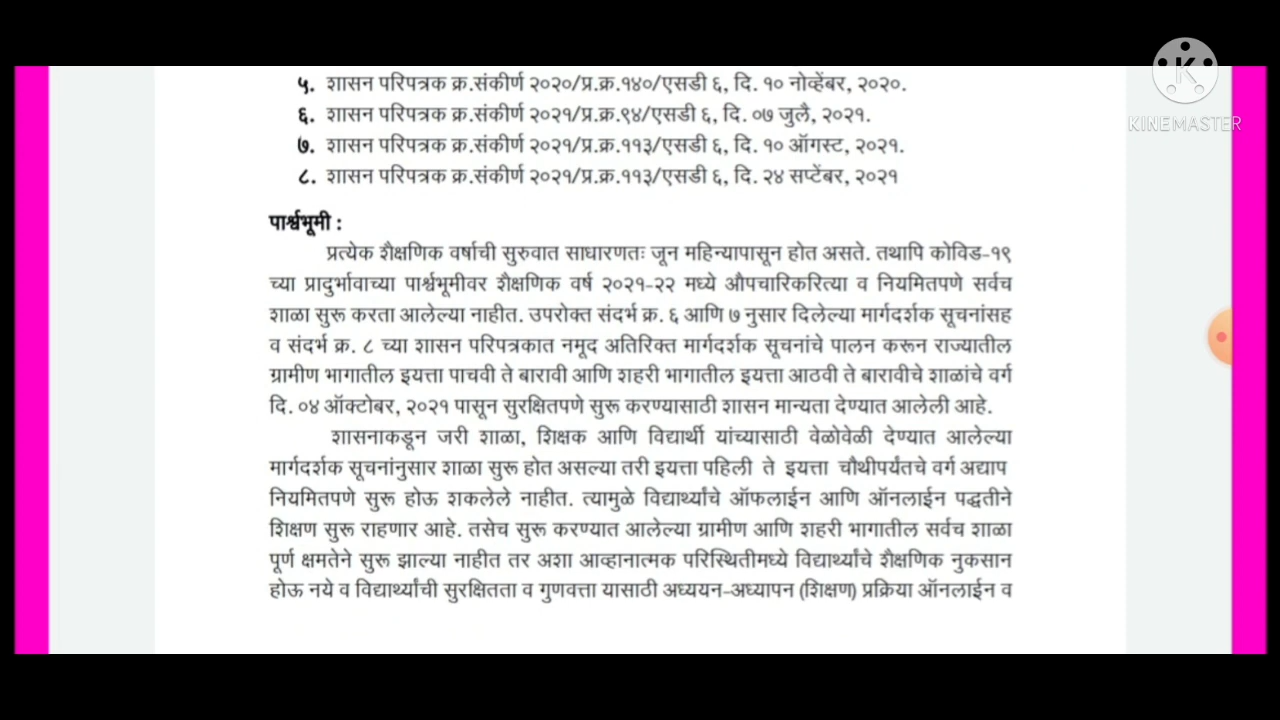 ५. शासन परिपत्रक क्र.संकीर्ण २०२०/प्र.क्र.१४०/एसडी ६, दि. १० नोव्हेंबर, २०२०.
६. शासन परिपत्रक क्र.संकीर्ण २०२१/प्र.क्र.९४/एसडी ६, दि. ०७ जुलै, २०२१.
७. शासन परिपत्रक क्र.संकीर्ण २०२१/प्र.क्र.११३/एसडी ६, दि. १० ऑगस्ट, २०२१.
८. शासन परिपत्रक क्र.संकीर्ण २०२१/प्र.क्र.११३/एसडी ६, दि. २४ सप्टेंबर, २०२१
K
KINEMASTER
पार्श्वभूमी :
प्रत्येक शैक्षणिक वर्षाची सुरुवात साधारणतः जून महिन्यापासून होत असते. तथापि कोविड-१९
च्या प्रादुर्भावाच्या पार्श्वभूमीवर शैक्षणिक वर्ष २०२१-२२ मध्ये औपचारिकरित्या व नियमितपणे सर्वच
शाळा सुरू करता आलेल्या नाहीत. उपरोक्त संदर्भ क्र. ६ आणि ७ नुसार दिलेल्या मार्गदर्शक सूचनांसह
व संदर्भ क्र. ८ च्या शासन परिपत्रकात नमूद अतिरिक्त मार्गदर्शक सूचनांचे पालन करून राज्यातील
ग्रामीण भागातील इयत्ता पाचवी ते बारावी आणि शहरी भागातील इयत्ता आठवी ते बारावीचे शाळांचे वर्ग
दि. ०४ ऑक्टोबर, २०२१ पासून सुरक्षितपणे सुरू करण्यासाठी शासन मान्यता देण्यात आलेली आहे.
शासनाकडून जरी शाळा, शिक्षक आणि विद्यार्थी यांच्यासाठी वेळोवेळी देण्यात आलेल्या
मार्गदर्शक सूचनांनुसार शाळा सुरू होत असल्या तरी इयत्ता पहिली ते इयत्ता चौथीपर्यंतचे वर्ग अद्याप
नियमितपणे सुरू होऊ शकलेले नाहीत. त्यामुळे विद्यार्थ्यांचे ऑफलाईन आणि ऑनलाईन पद्धतीने
शिक्षण सुरू राहणार आहे. तसेच सुरू करण्यात आलेल्या ग्रामीण आणि शहरी भागातील सर्वच शाळा
पूर्ण क्षमतेने सुरू झाल्या नाहीत तर अशा आव्हानात्मक परिस्थितीमध्ये विद्यार्थ्यांचे शैक्षणिक नुकसान
होऊ नये व विद्यार्थ्यांची सुरक्षितता व गुणवत्ता यासाठी अध्ययन-अध्यापन (शिक्षण) प्रक्रिया ऑनलाईन व